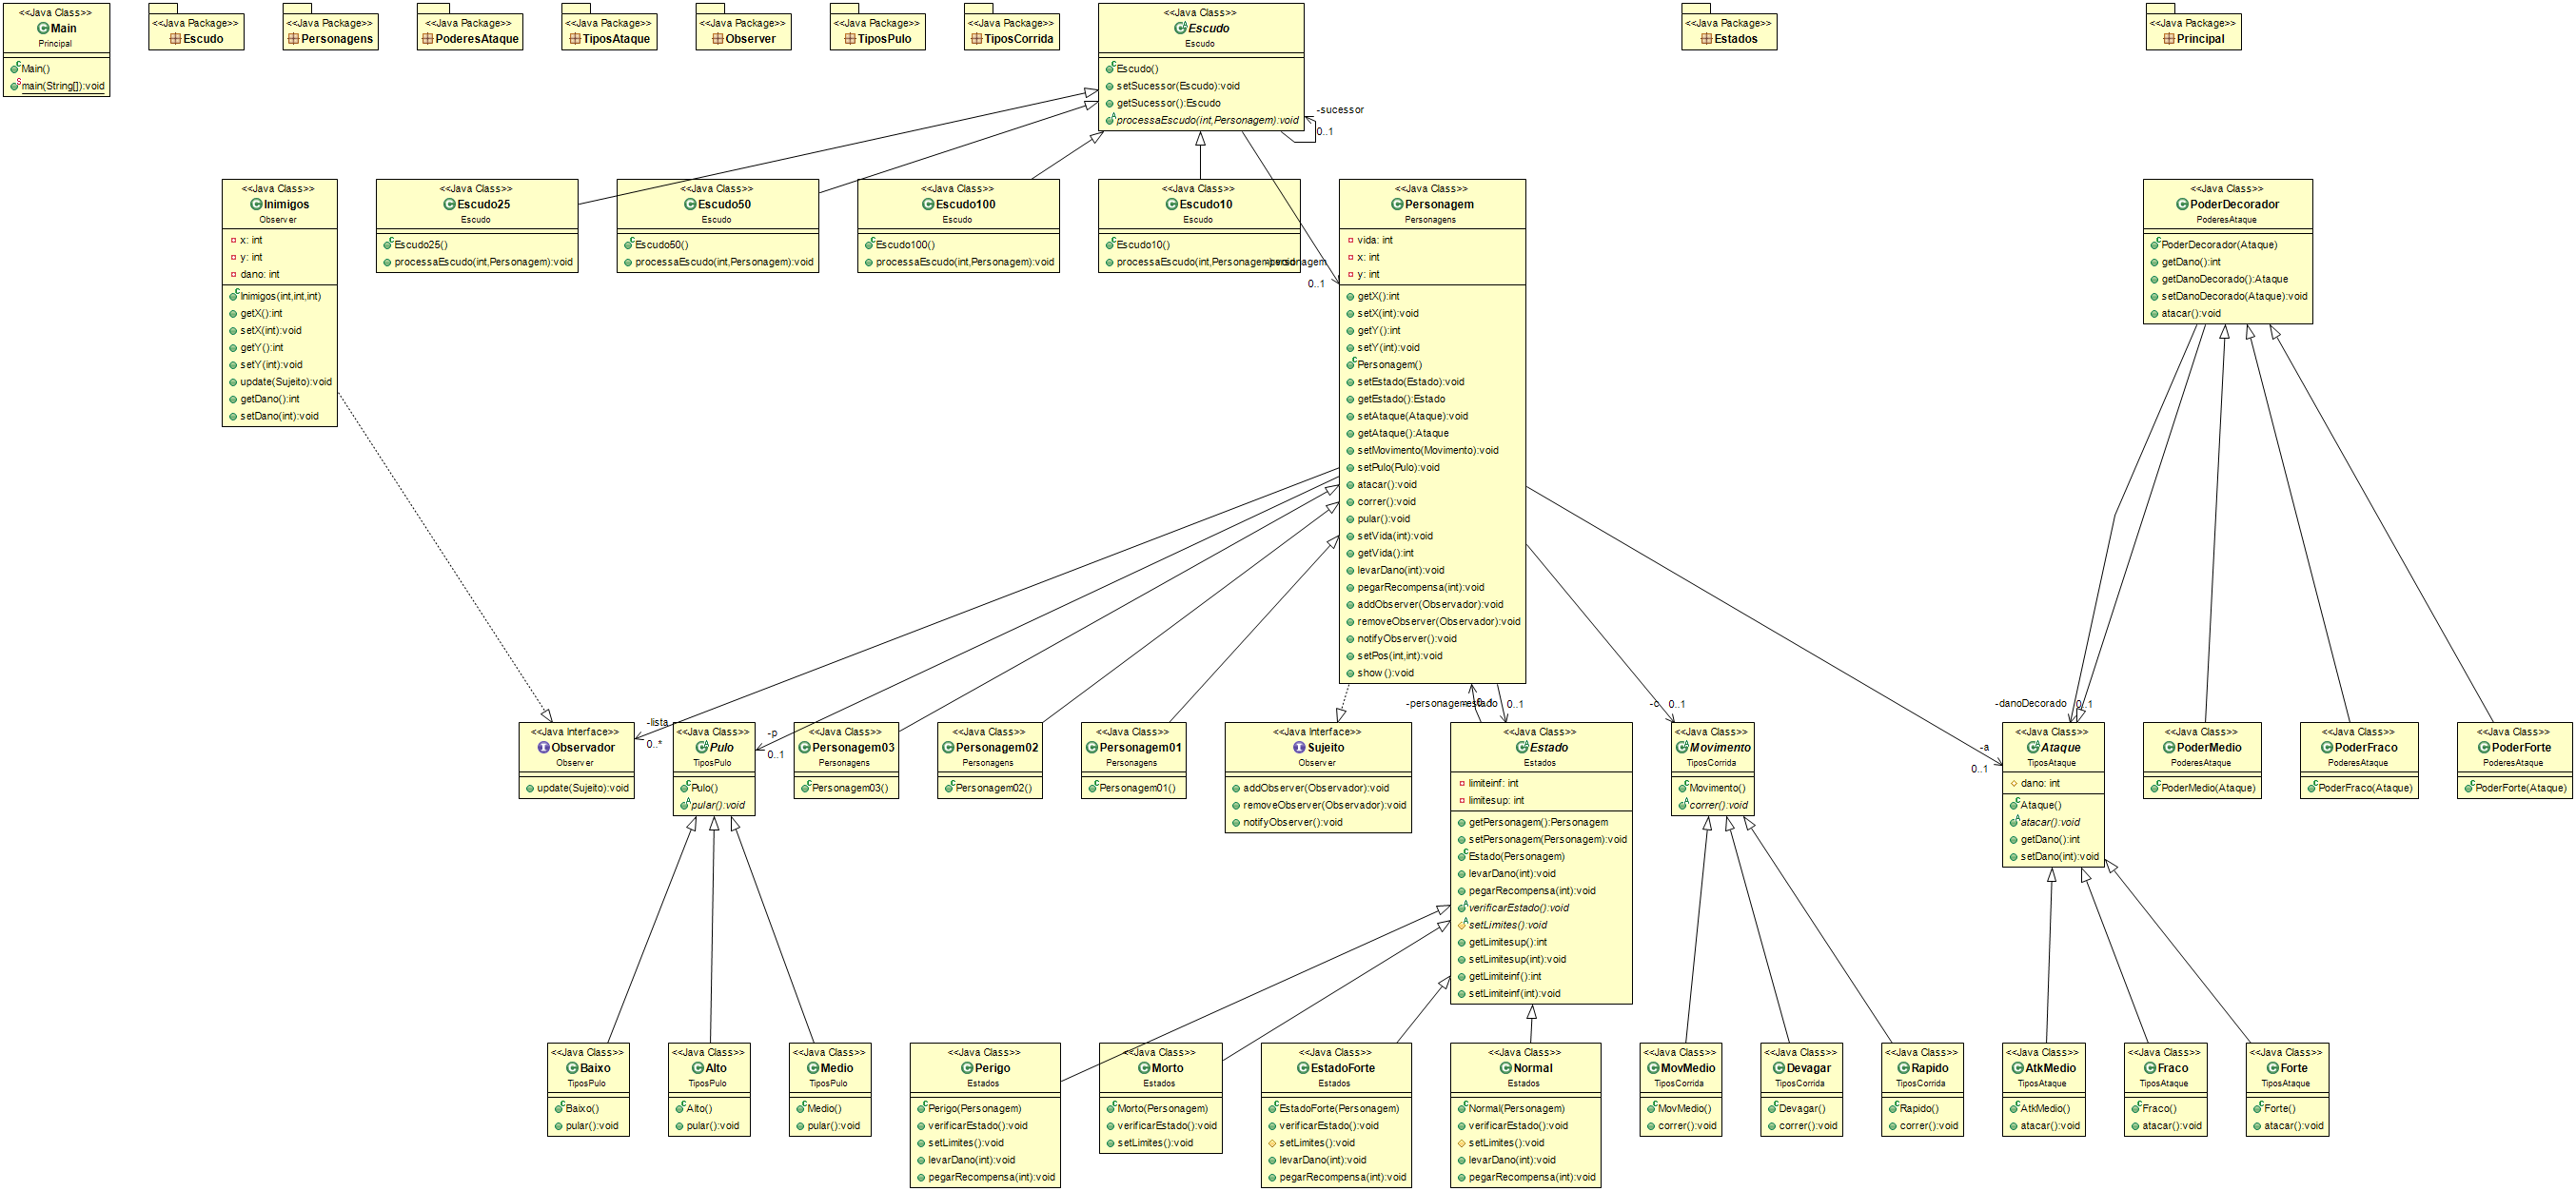 <<Java Class>>
Main
Principal
Main()
main(String[]):void
<<Java Package>>
Escudo
<<Java Package>>
Personagens
<<Java Package>>
PoderesAtaque
<<Java Package>>
TiposAtaque
<<Java Package>>
Observer
<<Java Package>>
TiposPulo
<<Java Package>>
TiposCorrida
<<Java Class>>
Escudo
Escudo
Escudo()
setSucessor(Escudo):void
getSucessor():Escudo
processaEscudo(int,Personagem):void
-sucessor
0..1
<<Java Package>>
Estados
<<Java Package>>
Principal
<<Java Class>>
Inimigos
Observer
x: int
y: int
dano: int
Inimigos(int,int,int)
getX():int
setX(int):void
getY():int
setY(int):void
update(Sujeito):void
getDano():int
setDano(int):void
<<Java Class>>
Escudo25
Escudo
Escudo25()
processaEscudo(int,Personagem):void
<<Java Class>>
Escudo50
Escudo
Escudo50()
processaEscudo(int,Personagem):void
<<Java Class>>
Escudo100
Escudo
Escudo100()
processaEscudo(int,Personagem):void
<<Java Class>>
Escudo10
Escudo
Escudo10()
processaEscudo(int,Personagem):void
-personagem
0..1
<<Java Class>>
Personagem
Personagens
vida: int
x: int
y: int
getX():int
setX(int):void
getY():int
setY(int):void
Personagem()
setEstado(Estado):void
getEstado():Estado
setAtaque(Ataque):void
getAtaque():Ataque
setMovimento(Movimento):void
setPulo(Pulo):void
atacar():void
correr():void
pular():void
setVida(int):void
getVida():int
levarDano(int):void
pegarRecompensa(int):void
addObserver(Observador):void
removeObserver(Observador):void
notifyObserver():void
setPos(int,int):void
show():void
<<Java Class>>
PoderDecorador
PoderesAtaque
PoderDecorador(Ataque)
getDano():int
getDanoDecorado():Ataque
setDanoDecorado(Ataque):void
atacar():void
<<Java Interface>>
Observador
Observer
update(Sujeito):void
-lista
0..*
<<Java Class>>
Pulo
TiposPulo
Pulo()
pular():void
-p
0..1
<<Java Class>>
Personagem03
Personagens
Personagem03()
<<Java Class>>
Personagem02
Personagens
Personagem02()
<<Java Class>>
Personagem01
Personagens
Personagem01()
<<Java Interface>>
Sujeito
Observer
addObserver(Observador):void
removeObserver(Observador):void
notifyObserver():void
-personagem
0..1
-estado
0..1
<<Java Class>>
Estado
Estados
limiteinf: int
limitesup: int
getPersonagem():Personagem
setPersonagem(Personagem):void
Estado(Personagem)
levarDano(int):void
pegarRecompensa(int):void
verificarEstado():void
setLimites():void
getLimitesup():int
setLimitesup(int):void
getLimiteinf():int
setLimiteinf(int):void
-c
0..1
<<Java Class>>
Movimento
TiposCorrida
Movimento()
correr():void
-a
0..1
-danoDecorado
0..1
<<Java Class>>
Ataque
TiposAtaque
dano: int
Ataque()
atacar():void
getDano():int
setDano(int):void
<<Java Class>>
PoderMedio
PoderesAtaque
PoderMedio(Ataque)
<<Java Class>>
PoderFraco
PoderesAtaque
PoderFraco(Ataque)
<<Java Class>>
PoderForte
PoderesAtaque
PoderForte(Ataque)
<<Java Class>>
Baixo
TiposPulo
Baixo()
pular():void
<<Java Class>>
Alto
TiposPulo
Alto()
pular():void
<<Java Class>>
Medio
TiposPulo
Medio()
pular():void
<<Java Class>>
Perigo
Estados
Perigo(Personagem)
verificarEstado():void
setLimites():void
levarDano(int):void
pegarRecompensa(int):void
<<Java Class>>
Morto
Estados
Morto(Personagem)
verificarEstado():void
setLimites():void
<<Java Class>>
EstadoForte
Estados
EstadoForte(Personagem)
verificarEstado():void
setLimites():void
levarDano(int):void
pegarRecompensa(int):void
<<Java Class>>
Normal
Estados
Normal(Personagem)
verificarEstado():void
setLimites():void
levarDano(int):void
pegarRecompensa(int):void
<<Java Class>>
MovMedio
TiposCorrida
MovMedio()
correr():void
<<Java Class>>
Devagar
TiposCorrida
Devagar()
correr():void
<<Java Class>>
Rapido
TiposCorrida
Rapido()
correr():void
<<Java Class>>
AtkMedio
TiposAtaque
AtkMedio()
atacar():void
<<Java Class>>
Fraco
TiposAtaque
Fraco()
atacar():void
<<Java Class>>
Forte
TiposAtaque
Forte()
atacar():void